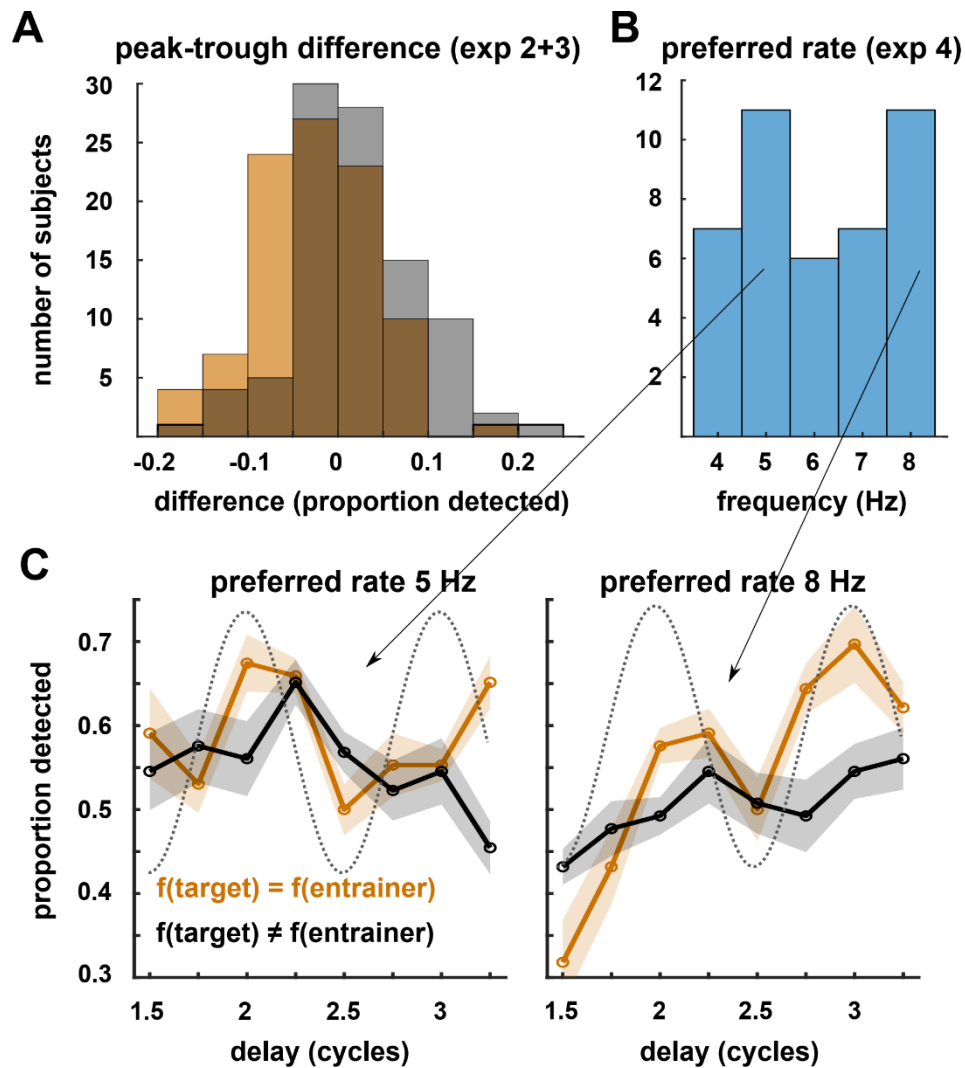 A
peak-trough difference (exp 2+3)
30
25
20
15
10
5
number of subjects
-0.2 -0.1 0 0.1 0.2
difference (proportion detected)
B
preferred rate (exp 4)
12
10
8
6
4
2
4 5 6 7 8
frequency (Hz)
C
preferred rate 5 Hz
0.7
0.6
0.5
0.4
0.3
proportion detected
f(target) = f(entrainer)
f(target) ≠ f(entrainer)
1.5 2 2.5 3
delay (cycles)
preferred rate 8 Hz
1.5 2 2.5 3
delay (cycles)